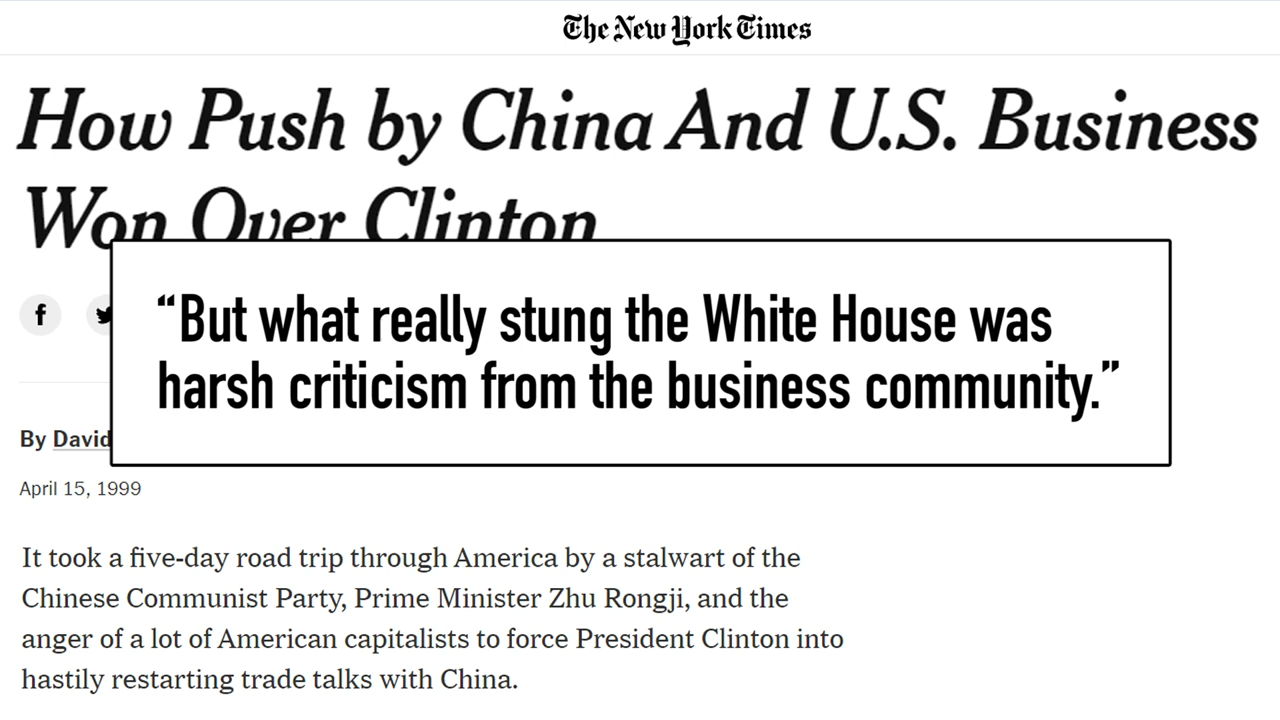 The New York Times
How Push by China And U.S. Business
Won Over Clinton
“But what really stung the White House was
harsh criticism from the business community.”
By David
April 15, 1999
It took a five-day road trip through America by a stalwart of the
Chinese Communist Party, Prime Minister Zhu Rongji, and the
anger of a lot of American capitalists to force President Clinton into
hastily restarting trade talks with China.